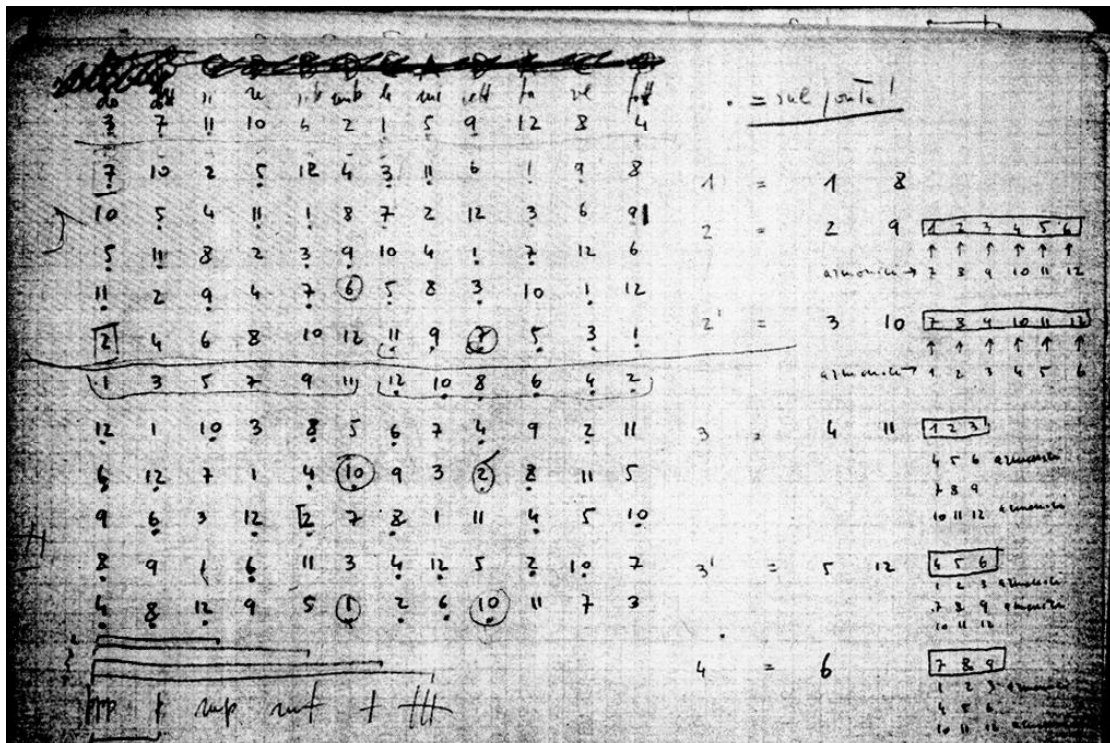 do do# si re sib mib la mi sol# fa sol fa#
3 7 11 10 6 2 1 5 9 12 8 4
7 10 2 5 12 4 3 11 6 1 9 8
10 5 4 11 1 8 7 2 12 3 6 9
5 11 8 2 3 9 10 4 1 7 12 6
11 2 9 4 7 6 5 8 3 10 1 12
2 4 6 8 10 12 11 9 7 5 3 1
1 3 5 7 9 11 12 10 8 6 4 2
12 1 10 3 8 5 6 7 4 9 2 11
6 12 7 1 4 10 9 3 2 8 11 5
9 6 3 12 2 7 8 1 11 4 5 10
8 9 1 6 11 3 4 12 5 2 10 7
4 8 12 9 5 1 2 6 10 11 7 3
ppp mp mf f fff
. = sul ponte!
1 = 1 8
2 = 2 9 1 2 3 4 5 6
↑ ↑ ↑ ↑ ↑ ↑
armonici → 7 8 9 10 11 12
2' = 3 10 7 8 9 10 11 12
↑ ↑ ↑ ↑ ↑ ↑
armonici → 1 2 3 4 5 6
3 = 4 11 1 2 3
4 5 6 armonici
7 8 9
10 11 12 armonici
3' = 5 12 4 5 6
1 2 3 armonici
7 8 9 armonici
10 11 12
4 = 6 7 8 9
1 2 3 armonici
4 5 6
10 11 12 armonici